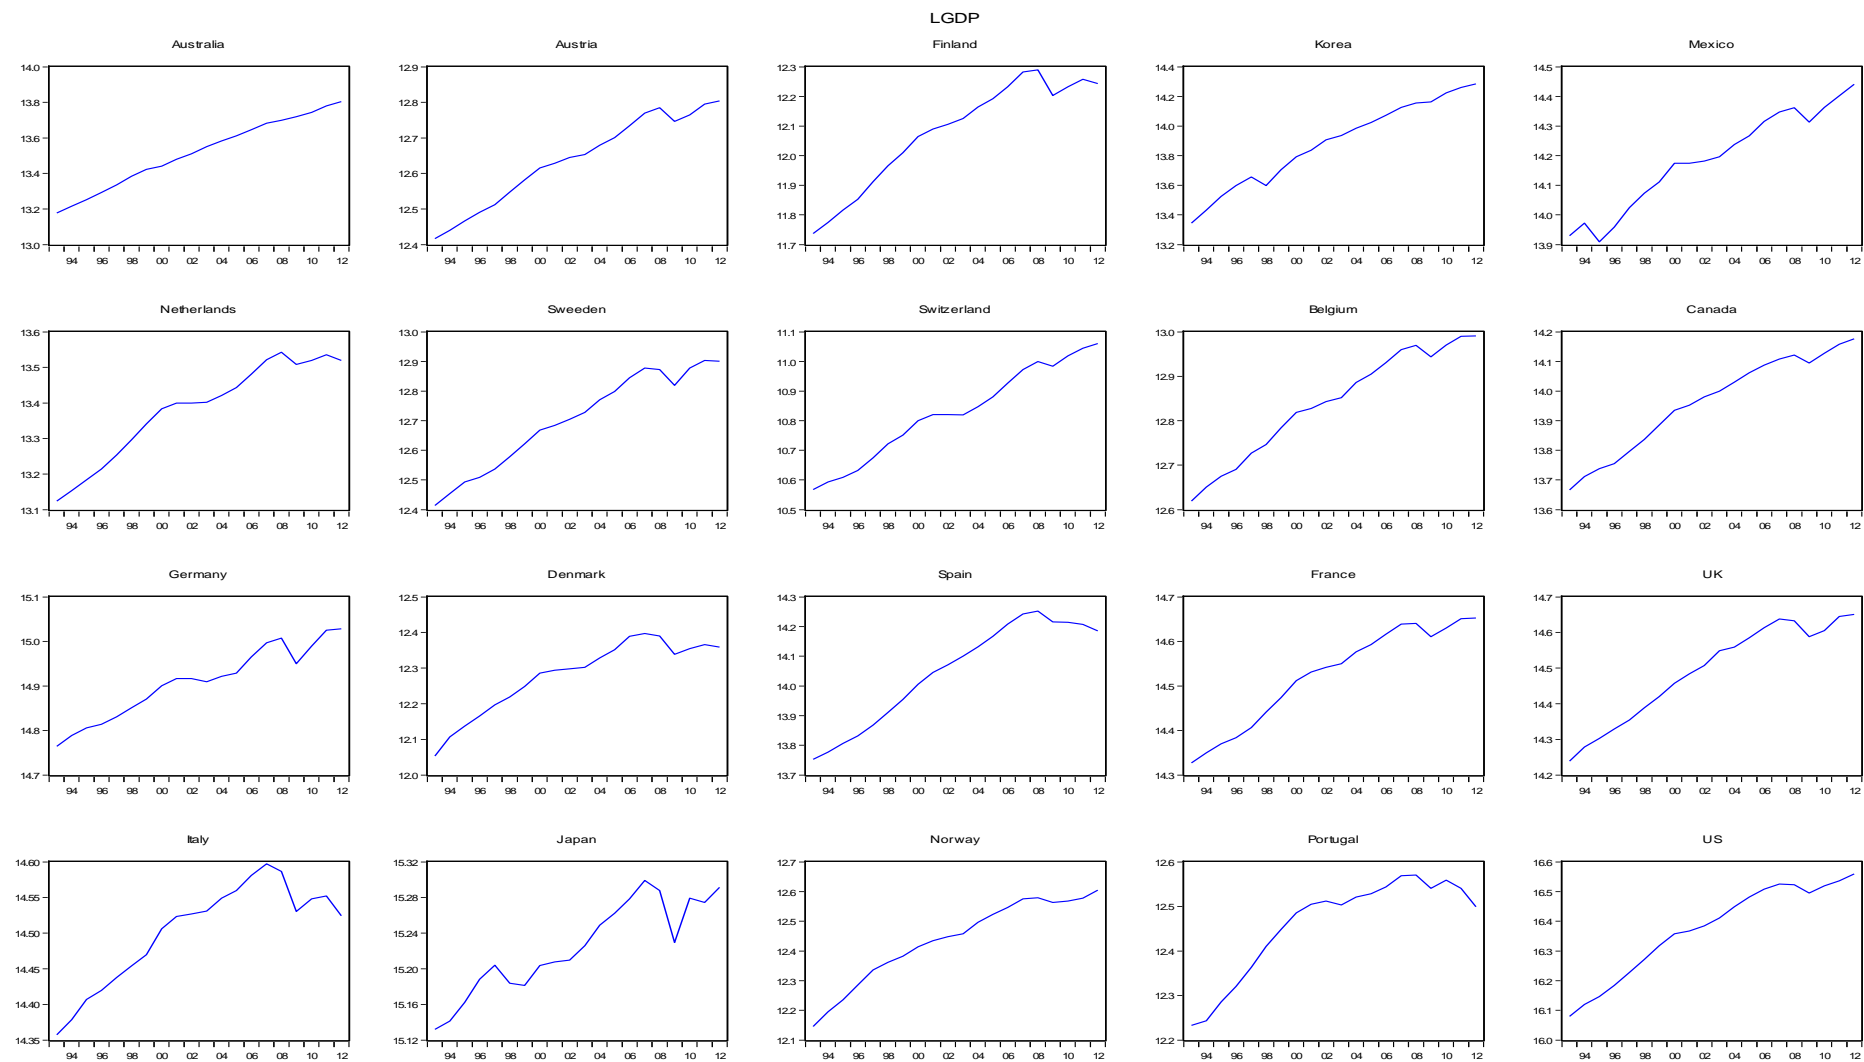 LGDP
Australia Austria Finland Korea Mexico
14.0 12.9 12.3 14.4 14.5
13.8 12.8 12.2 14.2 14.4
13.6 12.7 12.1 14.0 14.3
13.4 12.6 12.0 13.8 14.2
13.2 12.5 11.9 13.6 14.1
13.0 12.4 11.8 13.4 14.0
11.7 13.2 13.9
94 96 98 00 02 04 06 08 10 12 94 96 98 00 02 04 06 08 10 12 94 96 98 00 02 04 06 08 10 12 94 96 98 00 02 04 06 08 10 12 94 96 98 00 02 04 06 08 10 12
Netherlands Sweeden Switzerland Belgium Canada
13.6 13.0 11.1 13.0 14.2
13.5 12.9 11.0 12.9 14.1
13.4 12.8 10.9 12.8 14.0
13.3 12.7 10.8 12.7 13.9
13.2 12.6 10.7 12.6 13.8
13.1 12.5 10.6 13.7
12.4 10.5 13.6
94 96 98 00 02 04 06 08 10 12 94 96 98 00 02 04 06 08 10 12 94 96 98 00 02 04 06 08 10 12 94 96 98 00 02 04 06 08 10 12 94 96 98 00 02 04 06 08 10 12
Germany Denmark Spain France UK
15.1 12.5 14.3 14.7 14.7
15.0 12.4 14.2 14.6 14.6
14.9 12.3 14.1 14.5 14.5
14.8 12.2 14.0 14.4 14.4
14.7 12.1 13.9 14.3 14.3
12.0 13.8 14.2
13.7
94 96 98 00 02 04 06 08 10 12 94 96 98 00 02 04 06 08 10 12 94 96 98 00 02 04 06 08 10 12 94 96 98 00 02 04 06 08 10 12 94 96 98 00 02 04 06 08 10 12
Italy Japan Norway Portugal US
14.60 15.32 12.7 12.6 16.6
14.55 15.28 12.6 12.5 16.5
14.50 15.24 12.5 12.4 16.4
14.45 15.20 12.4 12.3 16.3
14.40 15.16 12.3 12.2 16.2
14.35 15.12 12.2 16.1
12.1 16.0
94 96 98 00 02 04 06 08 10 12 94 96 98 00 02 04 06 08 10 12 94 96 98 00 02 04 06 08 10 12 94 96 98 00 02 04 06 08 10 12 94 96 98 00 02 04 06 08 10 12